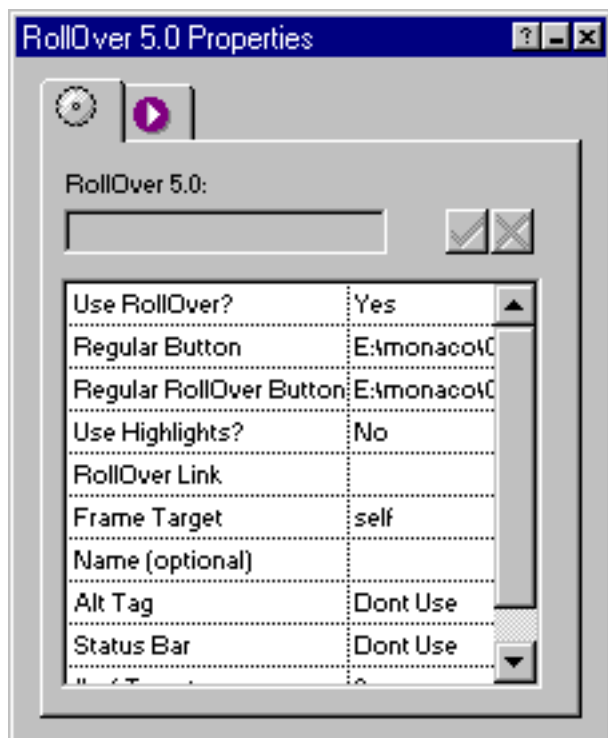 RollOver 5.0 Properties
RollOver 5.0:
Use RollOver? Yes
Regular Button E:\monaco\
Regular RollOver Button E:\monaco\
Use Highlights? No
RollOver Link
Frame Target self
Name (optional)
Alt Tag Dont Use
Status Bar Dont Use